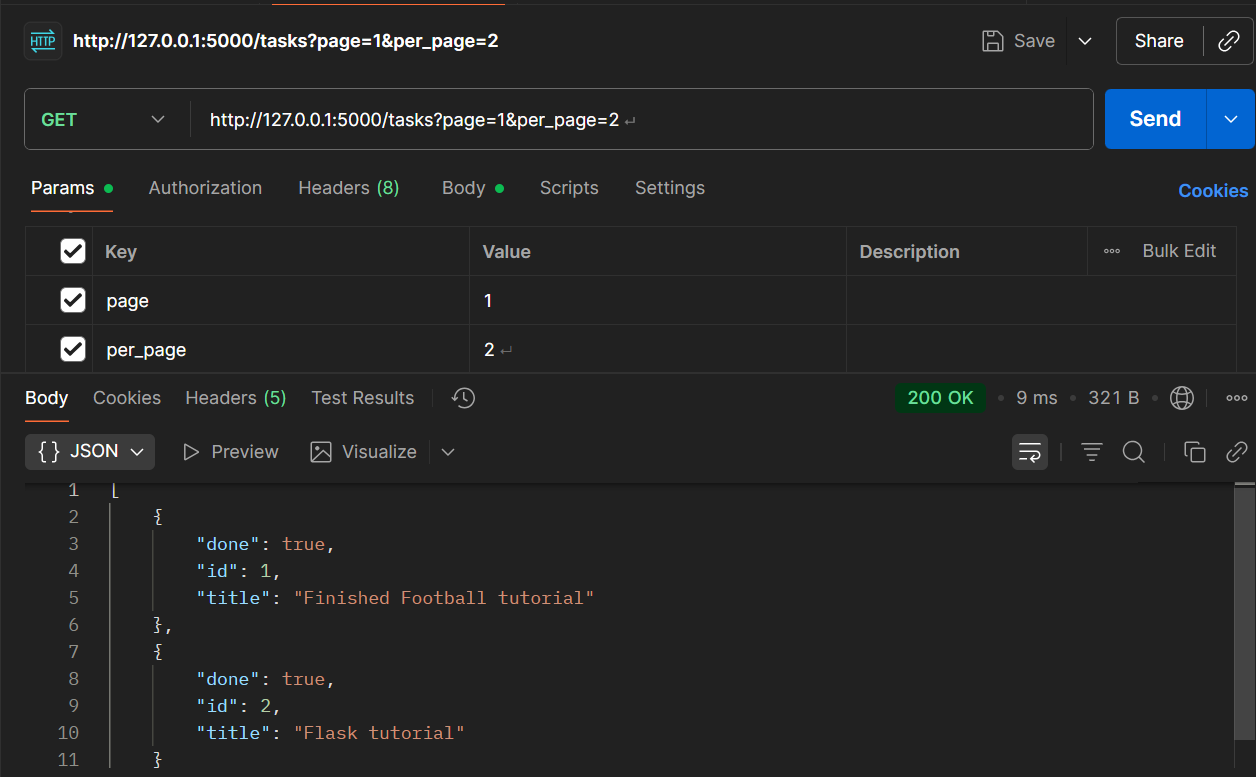 HTTP http://127.0.0.1:5000/tasks?page=1&per_page=2 Save Share
GET http://127.0.0.1:5000/tasks?page=1&per_page=2 ↵ Send
Params Authorization Headers (8) Body Scripts Settings Cookies
Key Value Description Bulk Edit
page 1
per_page 2 ↵
Body Cookies Headers (5) Test Results 200 OK • 9 ms • 321 B •
{ } JSON Preview Visualize
1 [
2 {
3 "done": true,
4 "id": 1,
5 "title": "Finished Football tutorial"
6 },
7 {
8 "done": true,
9 "id": 2,
10 "title": "Flask tutorial"
11 }